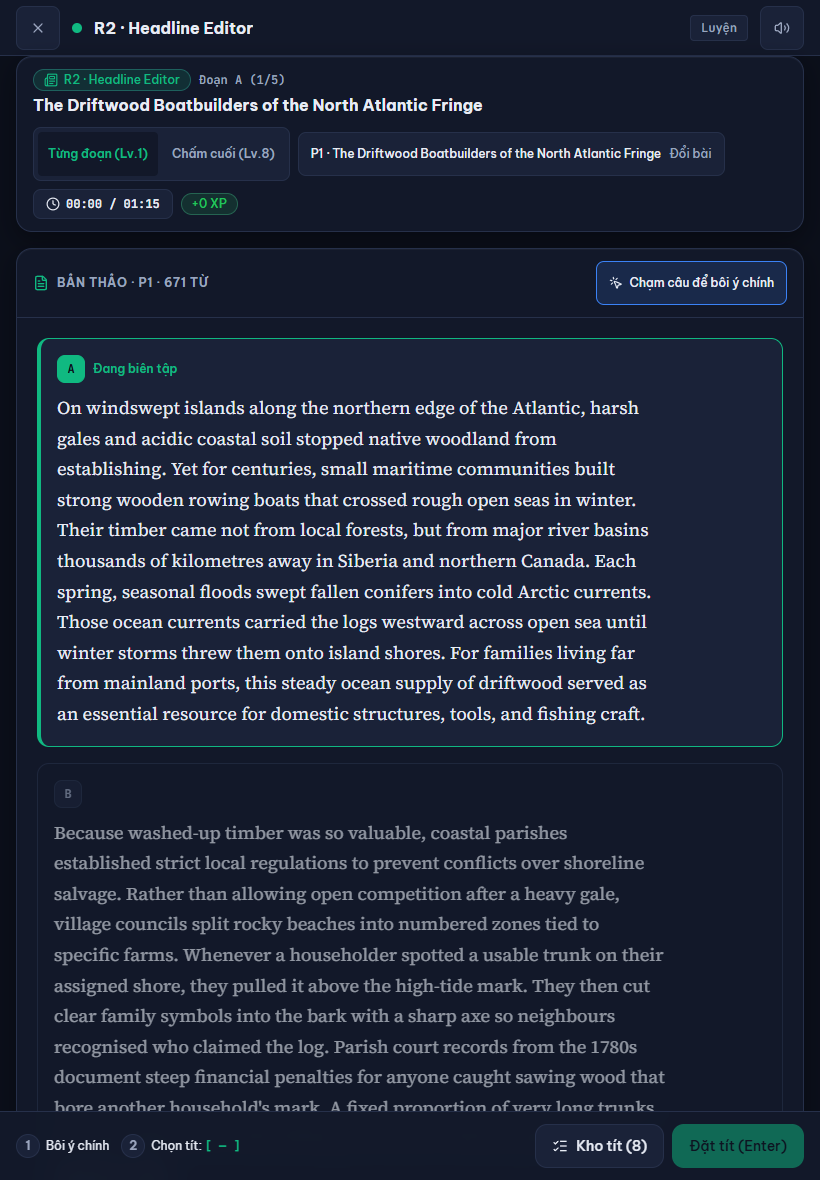 R2 · Headline Editor
Luyện
R2 · Headline Editor Đoạn A (1/5)
The Driftwood Boatbuilders of the North Atlantic Fringe
Từng đoạn (Lv.1) Chấm cuối (Lv.8) P1 · The Driftwood Boatbuilders of the North Atlantic Fringe Đổi bài
00:00 / 01:15 +0 XP
BẢN THẢO · P1 · 671 TỪ
Chạm câu để bôi ý chính
A Đang biên tập
On windswept islands along the northern edge of the Atlantic, harsh
gales and acidic coastal soil stopped native woodland from
establishing. Yet for centuries, small maritime communities built
strong wooden rowing boats that crossed rough open seas in winter.
Their timber came not from local forests, but from major river basins
thousands of kilometres away in Siberia and northern Canada. Each
spring, seasonal floods swept fallen conifers into cold Arctic currents.
Those ocean currents carried the logs westward across open sea until
winter storms threw them onto island shores. For families living far
from mainland ports, this steady ocean supply of driftwood served as
an essential resource for domestic structures, tools, and fishing craft.
B
Because washed-up timber was so valuable, coastal parishes
established strict local regulations to prevent conflicts over shoreline
salvage. Rather than allowing open competition after a heavy gale,
village councils split rocky beaches into numbered zones tied to
specific farms. Whenever a householder spotted a usable trunk on their
assigned shore, they pulled it above the high-tide mark. They then cut
clear family symbols into the bark with a sharp axe so neighbours
recognised who claimed the log. Parish court records from the 1780s
document steep financial penalties for anyone caught sawing wood that
bore another household's mark. A fixed proportion of very long trunks
1 Bôi ý chính 2 Chọn tít: [ – ]
Kho tít (8)
Đặt tít (Enter)